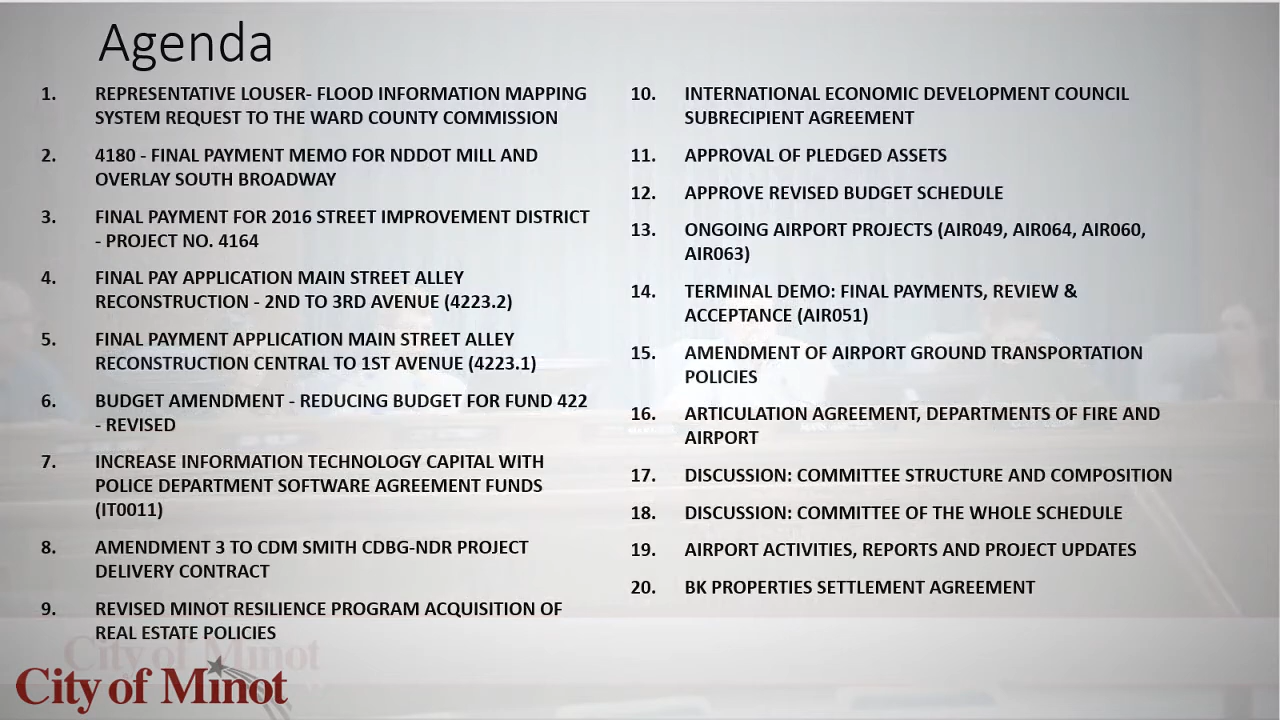 Agenda
1. REPRESENTATIVE LOUSER- FLOOD INFORMATION MAPPING
SYSTEM REQUEST TO THE WARD COUNTY COMMISSION
2. 4180 - FINAL PAYMENT MEMO FOR NDDOT MILL AND
OVERLAY SOUTH BROADWAY
3. FINAL PAYMENT FOR 2016 STREET IMPROVEMENT DISTRICT
- PROJECT NO. 4164
4. FINAL PAY APPLICATION MAIN STREET ALLEY
RECONSTRUCTION - 2ND TO 3RD AVENUE (4223.2)
5. FINAL PAYMENT APPLICATION MAIN STREET ALLEY
RECONSTRUCTION CENTRAL TO 1ST AVENUE (4223.1)
6. BUDGET AMENDMENT - REDUCING BUDGET FOR FUND 422
- REVISED
7. INCREASE INFORMATION TECHNOLOGY CAPITAL WITH
POLICE DEPARTMENT SOFTWARE AGREEMENT FUNDS
(IT0011)
8. AMENDMENT 3 TO CDM SMITH CDBG-NDR PROJECT
DELIVERY CONTRACT
9. REVISED MINOT RESILIENCE PROGRAM ACQUISITION OF
REAL ESTATE POLICIES
10. INTERNATIONAL ECONOMIC DEVELOPMENT COUNCIL
SUBRECIPIENT AGREEMENT
11. APPROVAL OF PLEDGED ASSETS
12. APPROVE REVISED BUDGET SCHEDULE
13. ONGOING AIRPORT PROJECTS (AIR049, AIR064, AIR060,
AIR063)
14. TERMINAL DEMO: FINAL PAYMENTS, REVIEW &
ACCEPTANCE (AIR051)
15. AMENDMENT OF AIRPORT GROUND TRANSPORTATION
POLICIES
16. ARTICULATION AGREEMENT, DEPARTMENTS OF FIRE AND
AIRPORT
17. DISCUSSION: COMMITTEE STRUCTURE AND COMPOSITION
18. DISCUSSION: COMMITTEE OF THE WHOLE SCHEDULE
19. AIRPORT ACTIVITIES, REPORTS AND PROJECT UPDATES
20. BK PROPERTIES SETTLEMENT AGREEMENT
City of Minot
City of Minot